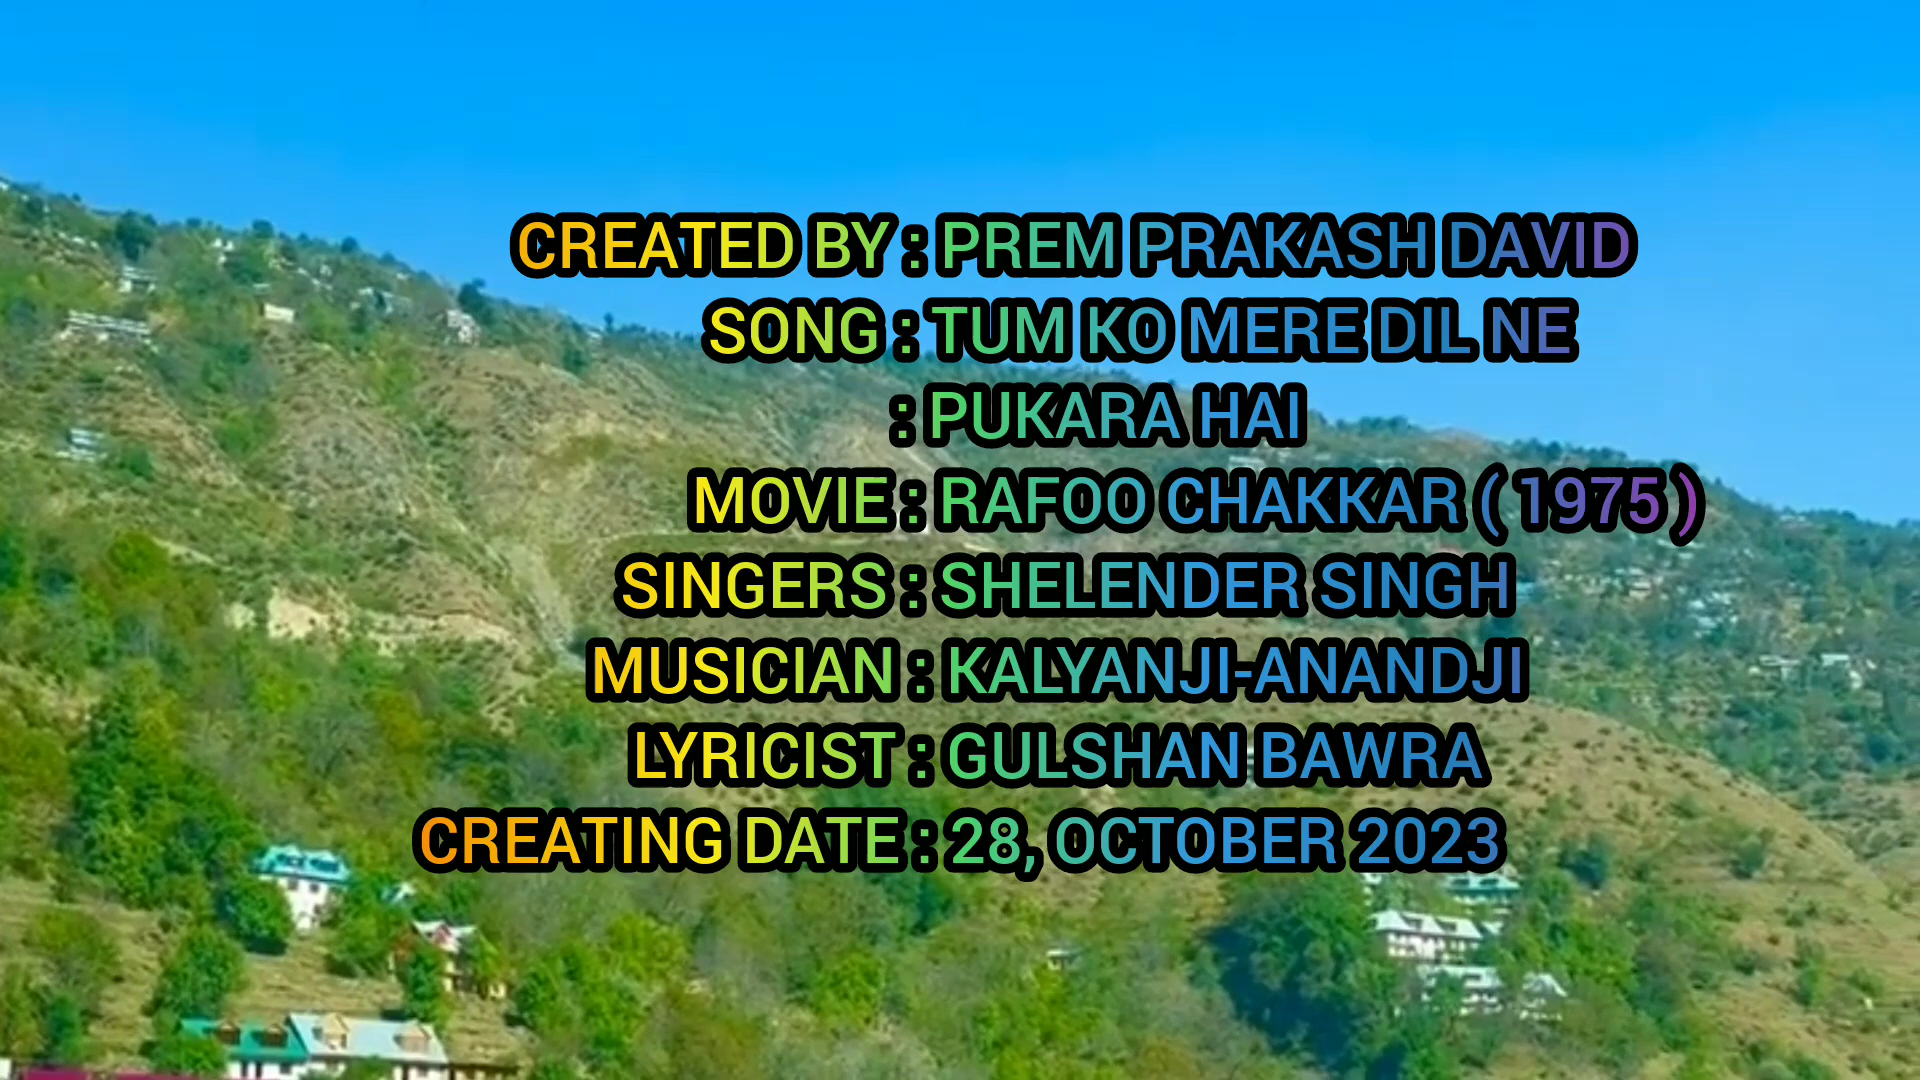 CREATED BY : PREM PRAKASH DAVID
SONG : TUM KO MERE DIL NE
: PUKARA HAI
MOVIE : RAFOO CHAKKAR ( 1975 )
SINGERS : SHELENDER SINGH
MUSICIAN : KALYANJI-ANANDJI
LYRICIST : GULSHAN BAWRA
CREATING DATE : 28, OCTOBER 2023